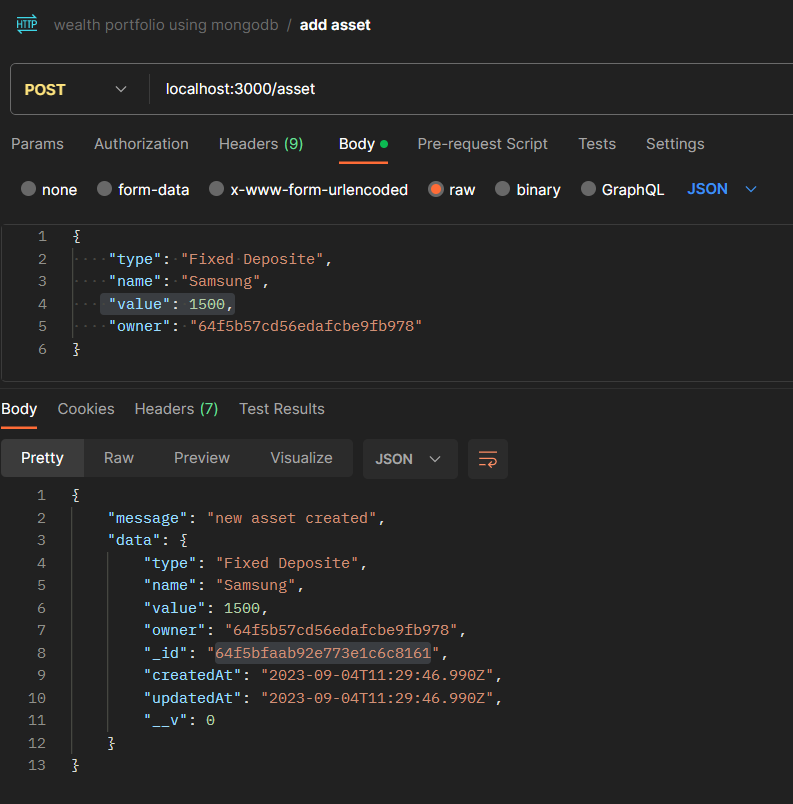 HTTP wealth portfolio using mongodb / add asset
POST localhost:3000/asset
Params Authorization Headers (9) Body Pre-request Script Tests Settings
none form-data x-www-form-urlencoded raw binary GraphQL JSON
1 {
2 "type": "Fixed Deposite",
3 "name": "Samsung",
4 "value": 1500,
5 "owner": "64f5b57cd56edafcbe9fb978"
6 }
Body Cookies Headers (7) Test Results
Pretty Raw Preview Visualize JSON
1 {
2 "message": "new asset created",
3 "data": {
4 "type": "Fixed Deposite",
5 "name": "Samsung",
6 "value": 1500,
7 "owner": "64f5b57cd56edafcbe9fb978",
8 "_id": "64f5bfaab92e773e1c6c8161",
9 "createdAt": "2023-09-04T11:29:46.990Z",
10 "updatedAt": "2023-09-04T11:29:46.990Z",
11 "__v": 0
12 }
13 }